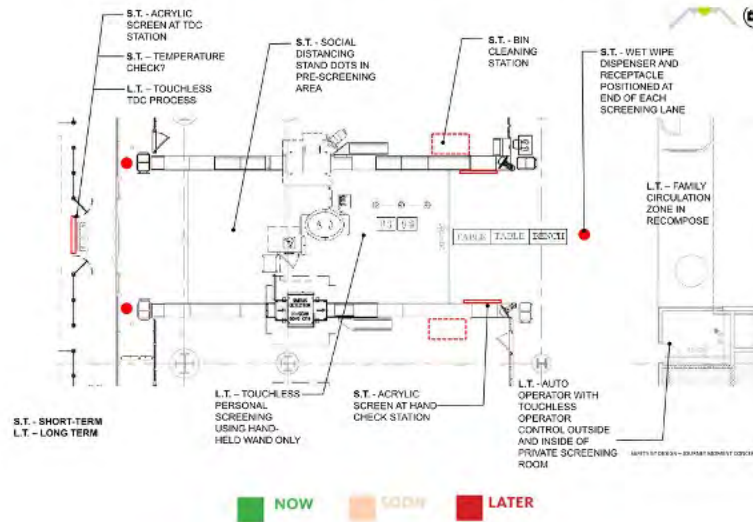 S.T. - ACRYLIC
SCREEN AT TDC
STATION
S.T. – TEMPERATURE
CHECK?
L.T. – TOUCHLESS
TDC PROCESS
S.T. - SOCIAL
DISTANCING
STAND DOTS IN
PRE-SCREENING
AREA
S.T. - BIN
CLEANING
STATION
S.T. - WET WIPE
DISPENSER AND
RECEPTACLE
POSITIONED AT
END OF EACH
SCREENING LANE
L.T. – FAMILY
CIRCULATION
ZONE IN
RECOMPOSE
TABLE TABLE BENCH
S.T. - SHORT-TERM
L.T. – LONG TERM
L.T. – TOUCHLESS
PERSONAL
SCREENING
USING HAND-
HELD WAND ONLY
S.T. - ACRYLIC
SCREEN AT HAND
CHECK STATION
L.T. - AUTO
OPERATOR WITH
TOUCHLESS
OPERATOR
CONTROL OUTSIDE
AND INSIDE OF
PRIVATE SCREENING
ROOM
NOW
SOON
LATER